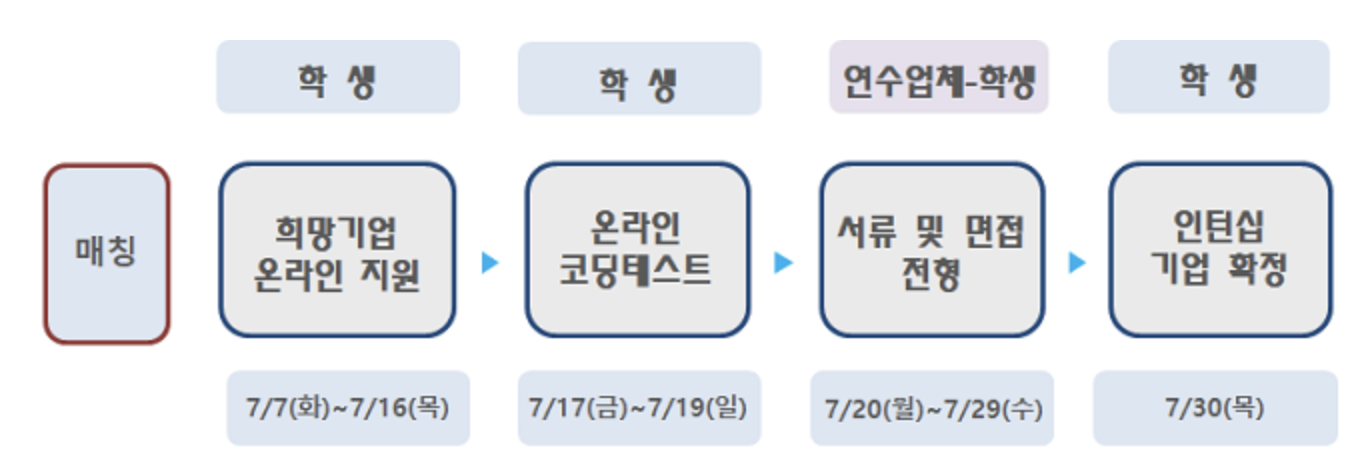 학 생
학 생
연수업체-학생
학 생
매칭
희망기업
온라인 지원
온라인
코딩테스트
서류 및 면접
전형
인턴십
기업 확정
7/7(화)~7/16(목)
7/17(금)~7/19(일)
7/20(월)~7/29(수)
7/30(목)